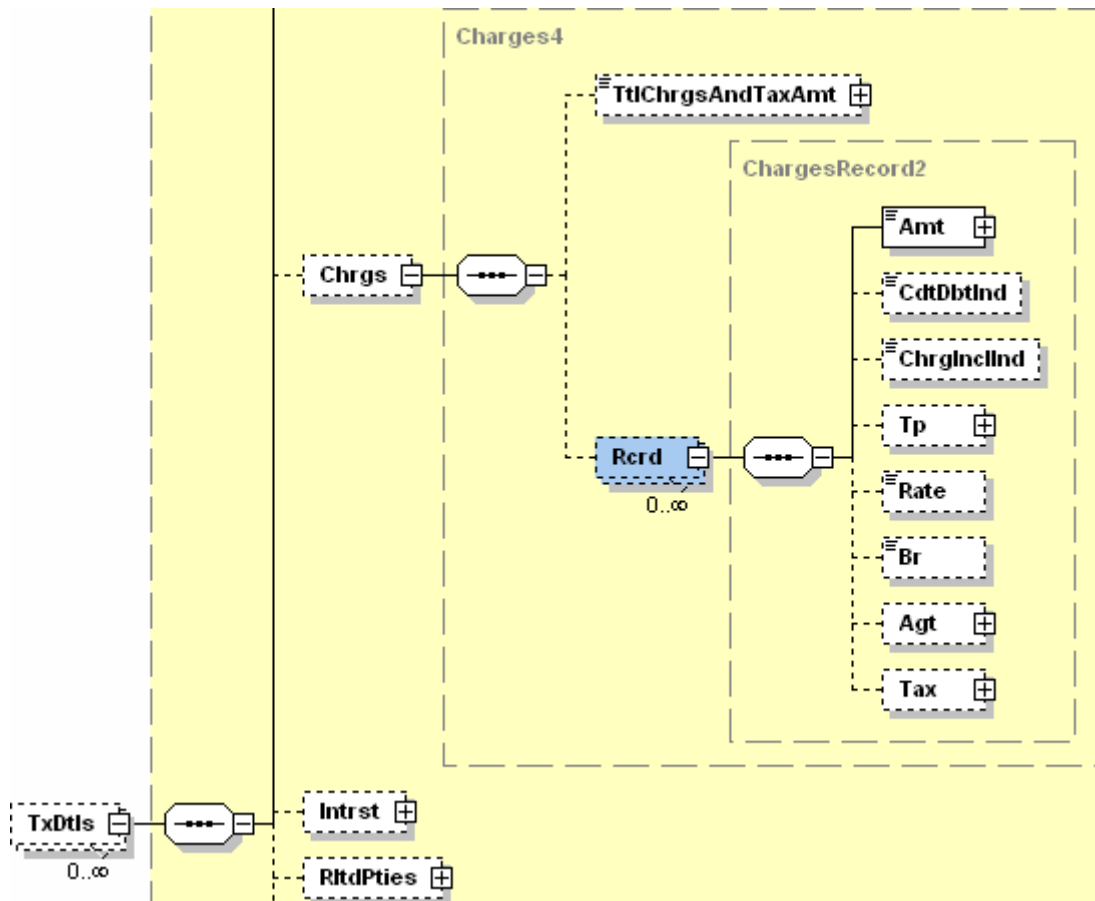 Charges4
TtlChrgsAndTaxAmt
ChargesRecord2
Amt
Chrgs
CdtDbtInd
ChrgInclInd
Tp
Rcrd
0..∞
Rate
Br
Agt
Tax
Intrst
TxDtls
0..∞
RltdPties